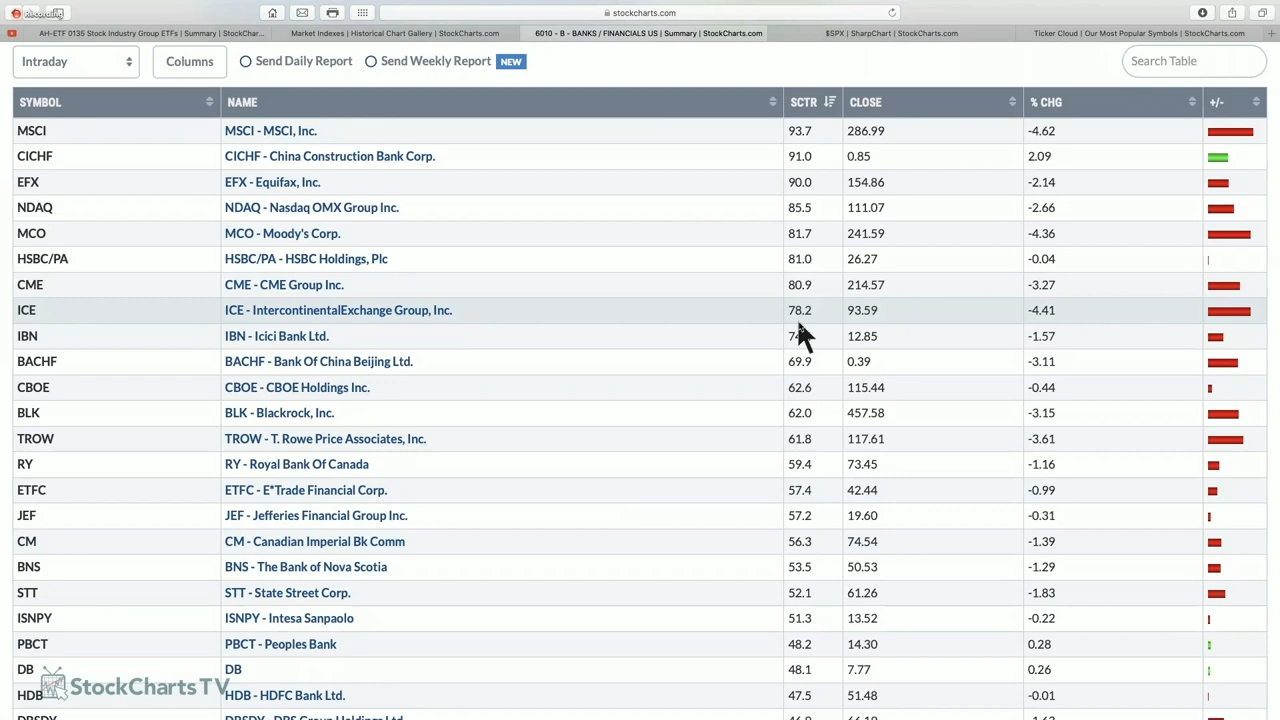 Recording
stockcharts.com
AH-ETF 0135 Stock Industry Group ETFs | Summary | StockChar...
Market Indexes | Historical Chart Gallery | StockCharts.com
6010 - B - BANKS / FINANCIALS US | Summary | StockCharts.com
$SPX | SharpChart | StockCharts.com
Ticker Cloud | Our Most Popular Symbols | StockCharts.com
Intraday Columns Send Daily Report Send Weekly Report NEW Search Table
SYMBOL NAME SCTR CLOSE % CHG +/-
MSCI MSCI - MSCI, Inc. 93.7 286.99 -4.62
CICHF CICHF - China Construction Bank Corp. 91.0 0.85 2.09
EFX EFX - Equifax, Inc. 90.0 154.86 -2.14
NDAQ NDAQ - Nasdaq OMX Group Inc. 85.5 111.07 -2.66
MCO MCO - Moody's Corp. 81.7 241.59 -4.36
HSBC/PA HSBC/PA - HSBC Holdings, Plc 81.0 26.27 -0.04
CME CME - CME Group Inc. 80.9 214.57 -3.27
ICE ICE - IntercontinentalExchange Group, Inc. 78.2 93.59 -4.41
IBN IBN - Icici Bank Ltd. 12.85 -1.57
BACHF BACHF - Bank Of China Beijing Ltd. 69.9 0.39 -3.11
CBOE CBOE - CBOE Holdings Inc. 62.6 115.44 -0.44
BLK BLK - Blackrock, Inc. 62.0 457.58 -3.15
TROW TROW - T. Rowe Price Associates, Inc. 61.8 117.61 -3.61
RY RY - Royal Bank Of Canada 59.4 73.45 -1.16
ETFC ETFC - E*Trade Financial Corp. 57.4 42.44 -0.99
JEF JEF - Jefferies Financial Group Inc. 57.2 19.60 -0.31
CM CM - Canadian Imperial Bk Comm 56.3 74.54 -1.39
BNS BNS - The Bank of Nova Scotia 53.5 50.53 -1.29
STT STT - State Street Corp. 52.1 61.26 -1.83
ISNPY ISNPY - Intesa Sanpaolo 51.3 13.52 -0.22
PBCT PBCT - Peoples Bank 48.2 14.30 0.28
DB DB 48.1 7.77 0.26
StockCharts TV
HDB HDB - HDFC Bank Ltd. 47.5 51.48 -0.01